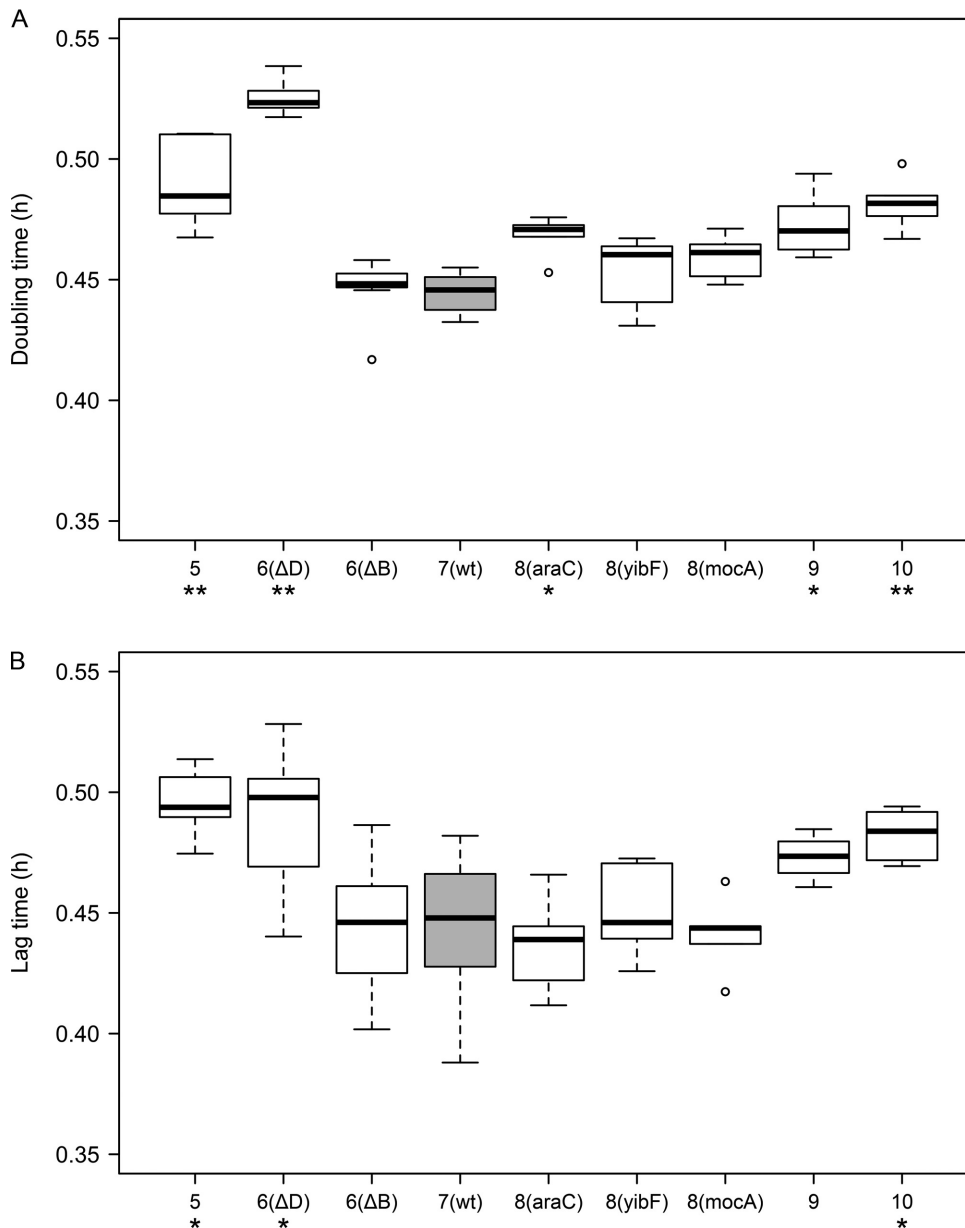 A
Doubling time (h)
0.55
0.50
0.45
0.40
0.35
5 6(ΔD) 6(ΔB) 7(wt) 8(araC) 8(yibF) 8(mocA) 9 10
** ** * * **
B
Lag time (h)
0.55
0.50
0.45
0.40
0.35
5 6(ΔD) 6(ΔB) 7(wt) 8(araC) 8(yibF) 8(mocA) 9 10
* * *